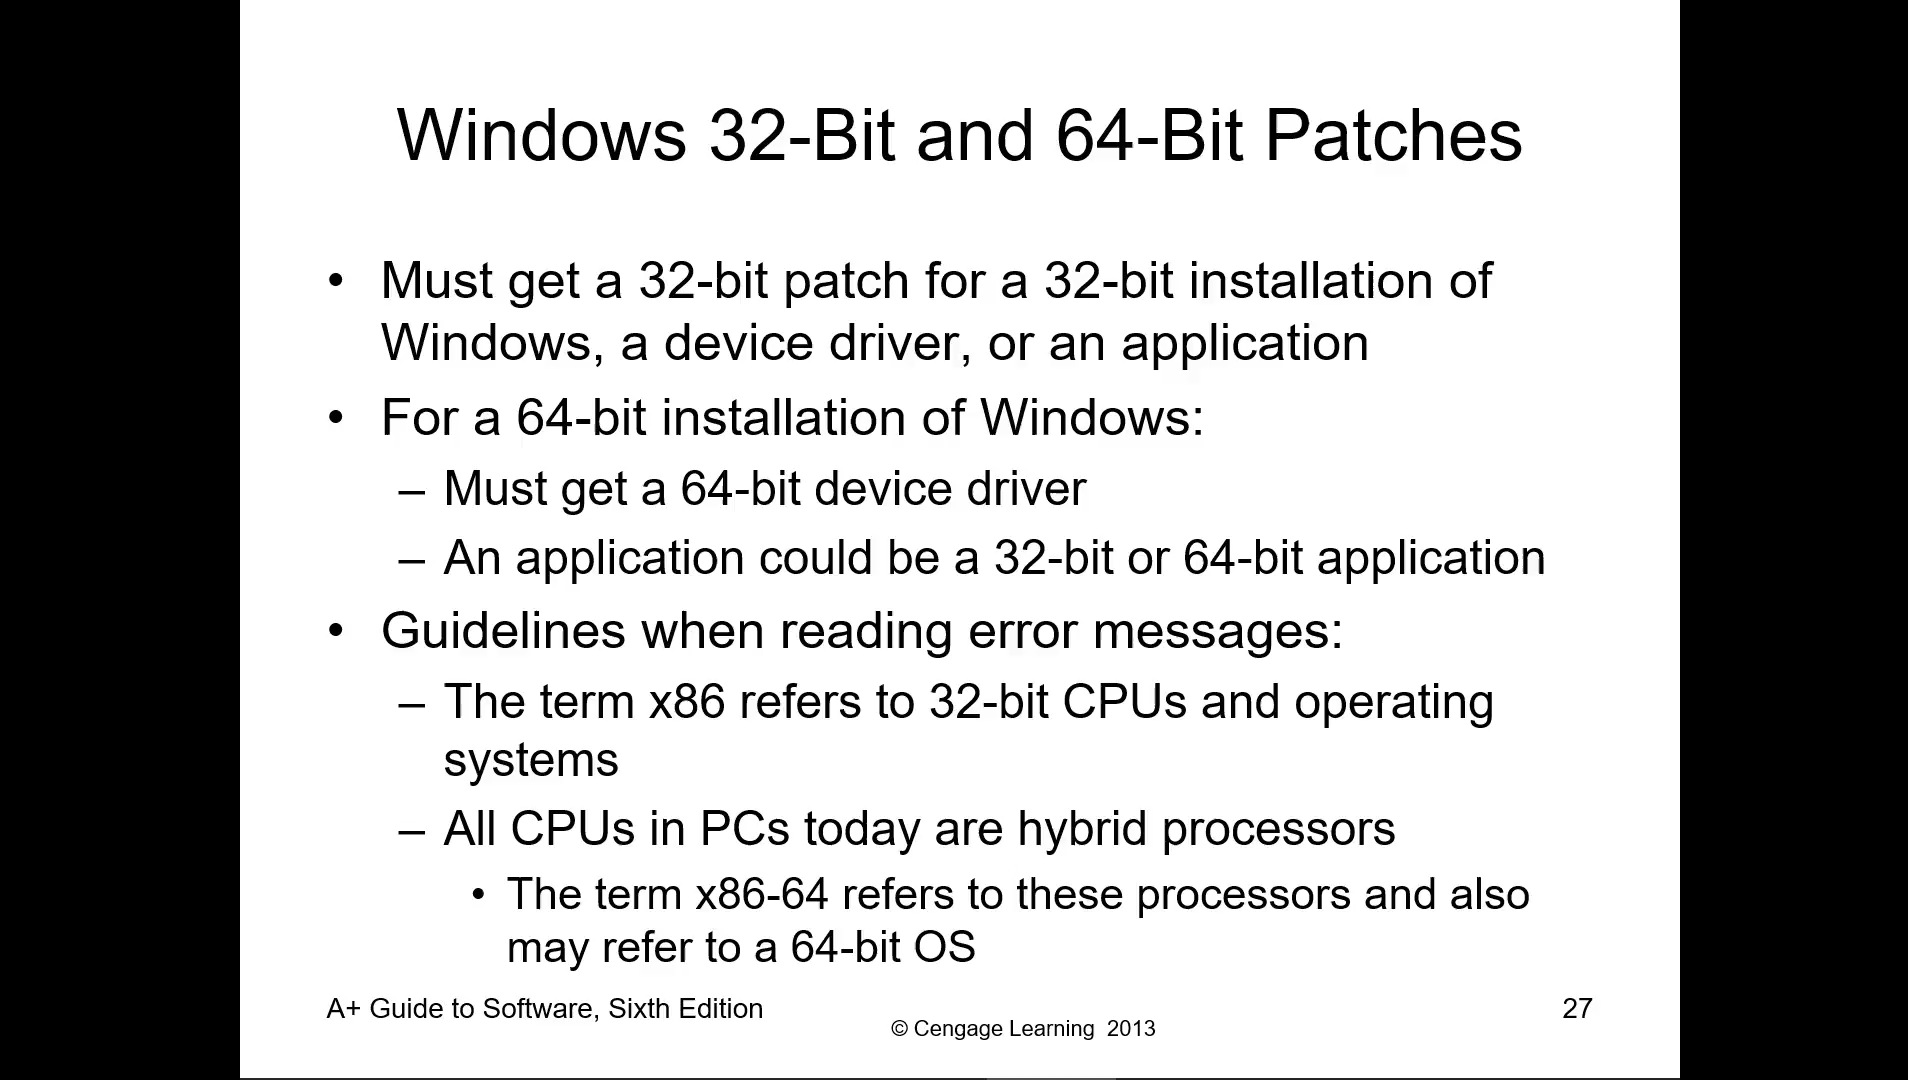 Windows 32-Bit and 64-Bit Patches
• Must get a 32-bit patch for a 32-bit installation of
Windows, a device driver, or an application
• For a 64-bit installation of Windows:
– Must get a 64-bit device driver
– An application could be a 32-bit or 64-bit application
• Guidelines when reading error messages:
– The term x86 refers to 32-bit CPUs and operating
systems
– All CPUs in PCs today are hybrid processors
• The term x86-64 refers to these processors and also
may refer to a 64-bit OS
A+ Guide to Software, Sixth Edition
© Cengage Learning 2013
27